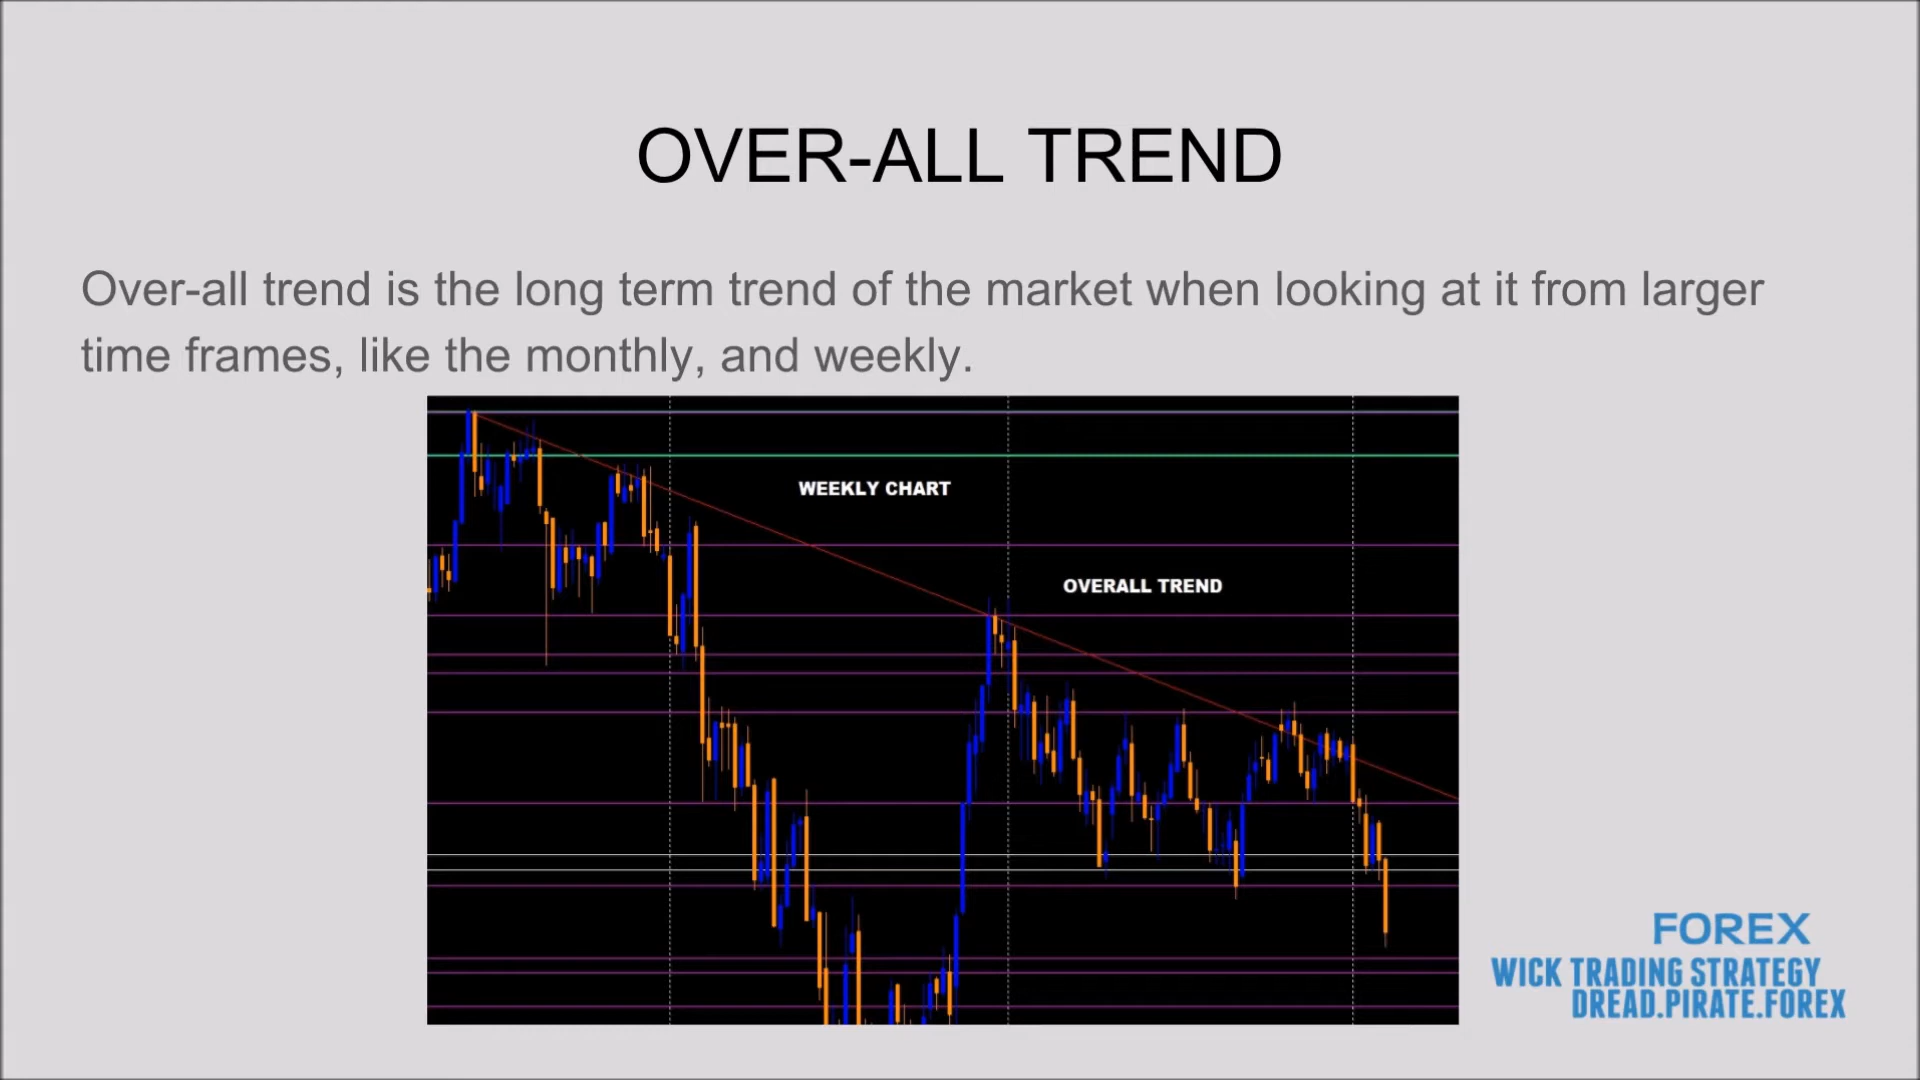 OVER-ALL TREND
Over-all trend is the long term trend of the market when looking at it from larger
time frames, like the monthly, and weekly.
WEEKLY CHART
OVERALL TREND
FOREX
WICK TRADING STRATEGY
DREAD.PIRATE.FOREX